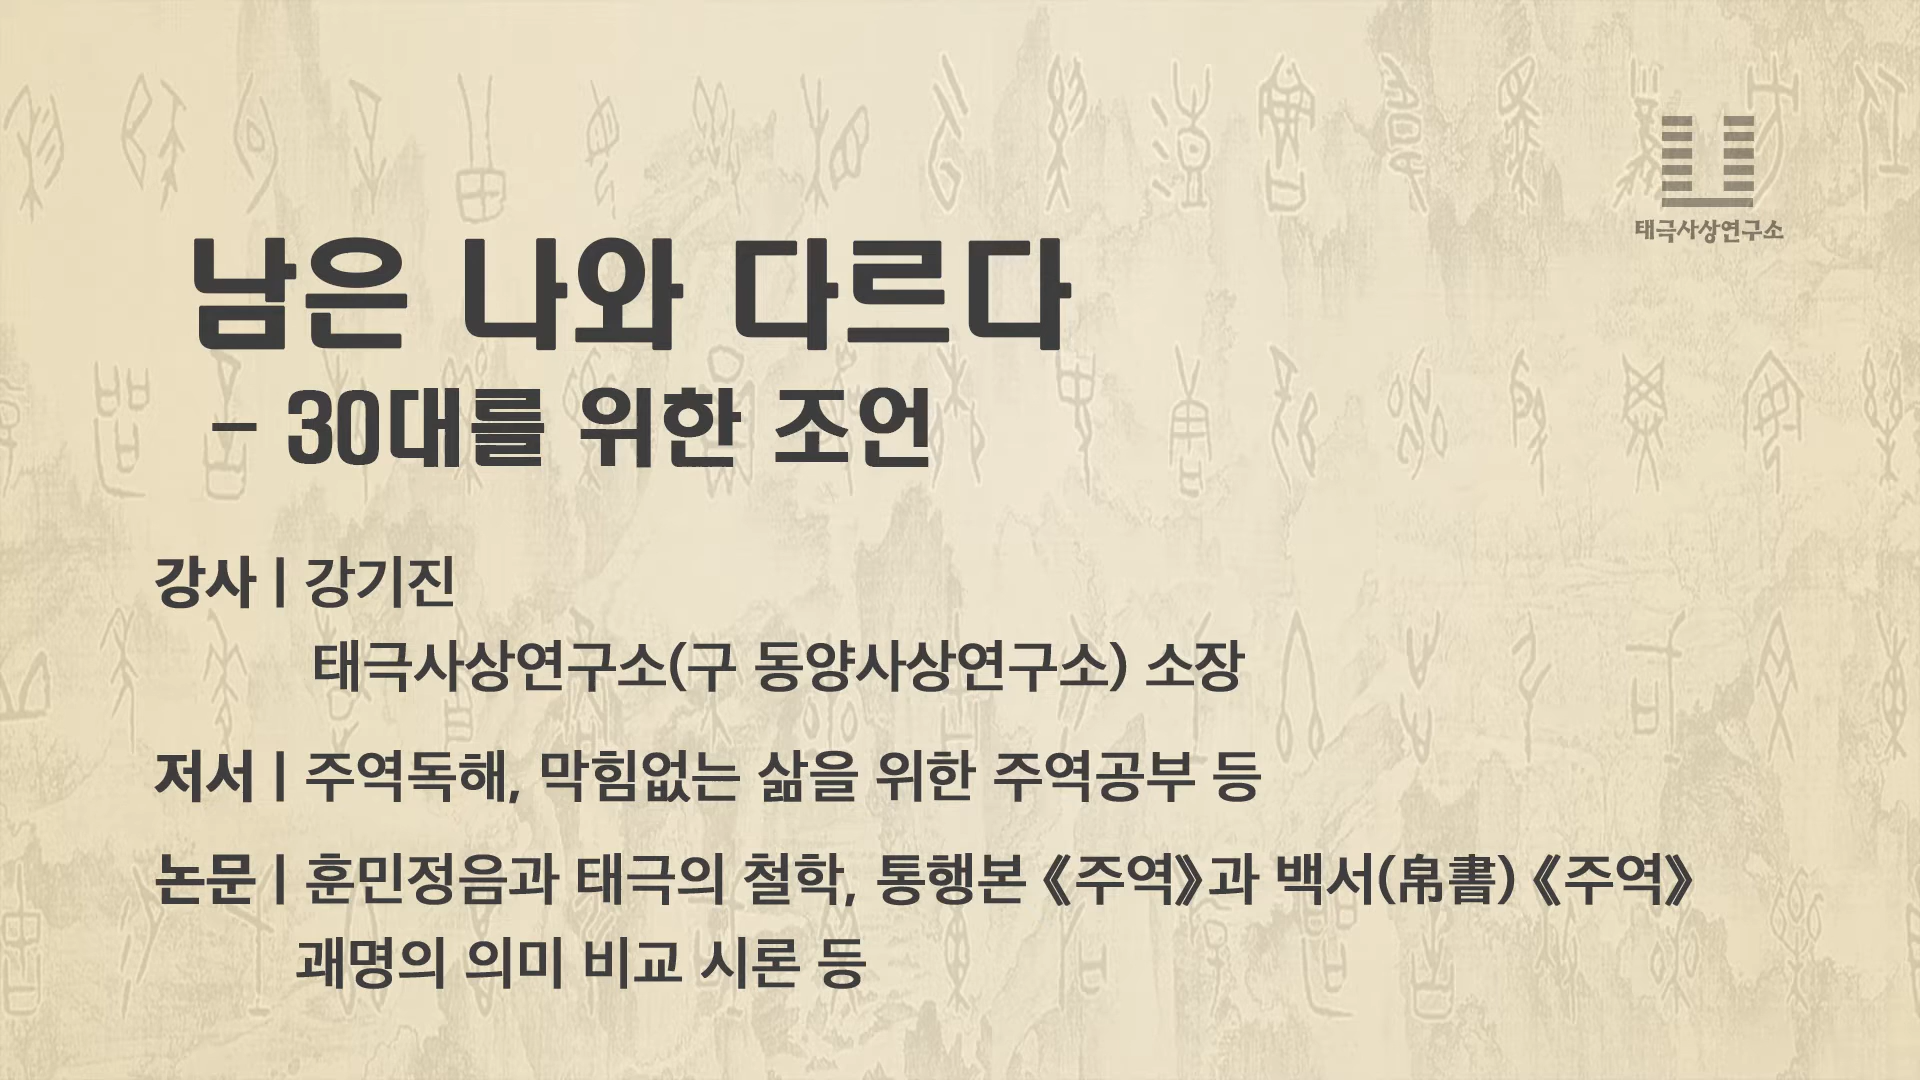 태극사상연구소
남은 나와 다르다
- 30대를 위한 조언
강사 | 강기진
태극사상연구소(구 동양사상연구소) 소장
저서 | 주역독해, 막힘없는 삶을 위한 주역공부 등
논문 | 훈민정음과 태극의 철학, 통행본 《주역》과 백서(帛書) 《주역》
괘명의 의미 비교 시론 등